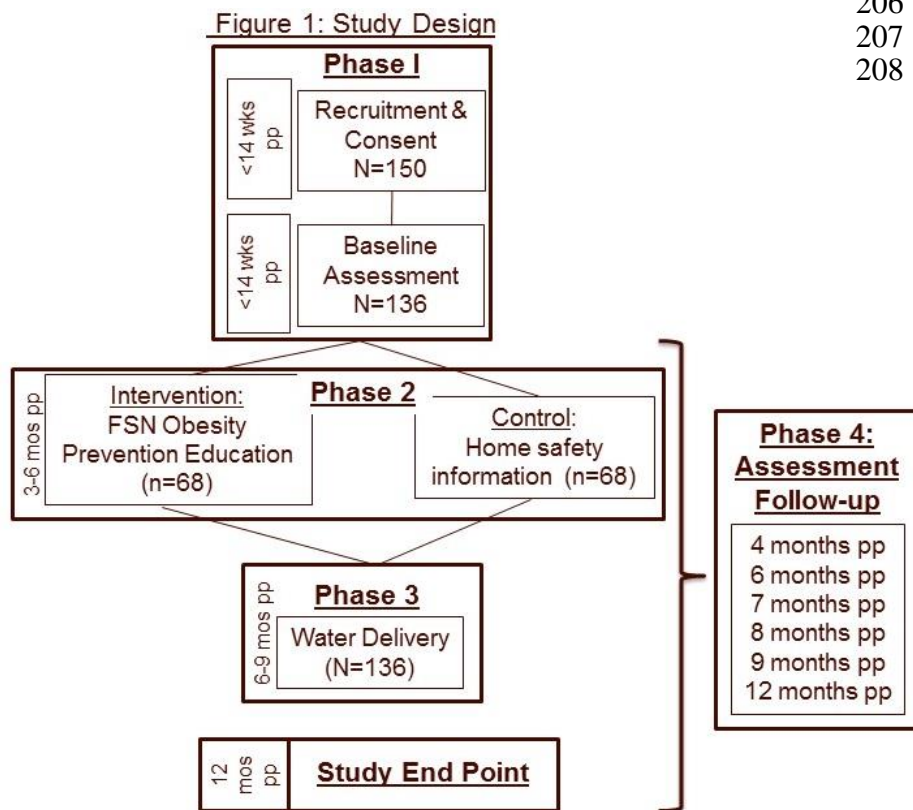 206
207
208
Figure 1: Study Design
Phase I
<14 wks
pp
Recruitment &
Consent
N=150
<14 wks
pp
Baseline
Assessment
N=136
Phase 2
3-6 mos pp
Intervention:
FSN Obesity
Prevention Education
(n=68)
Control:
Home safety
information (n=68)
Phase 3
6-9 mos pp
Water Delivery
(N=136)
12
mos
pp
Study End Point
Phase 4:
Assessment
Follow-up
4 months pp
6 months pp
7 months pp
8 months pp
9 months pp
12 months pp